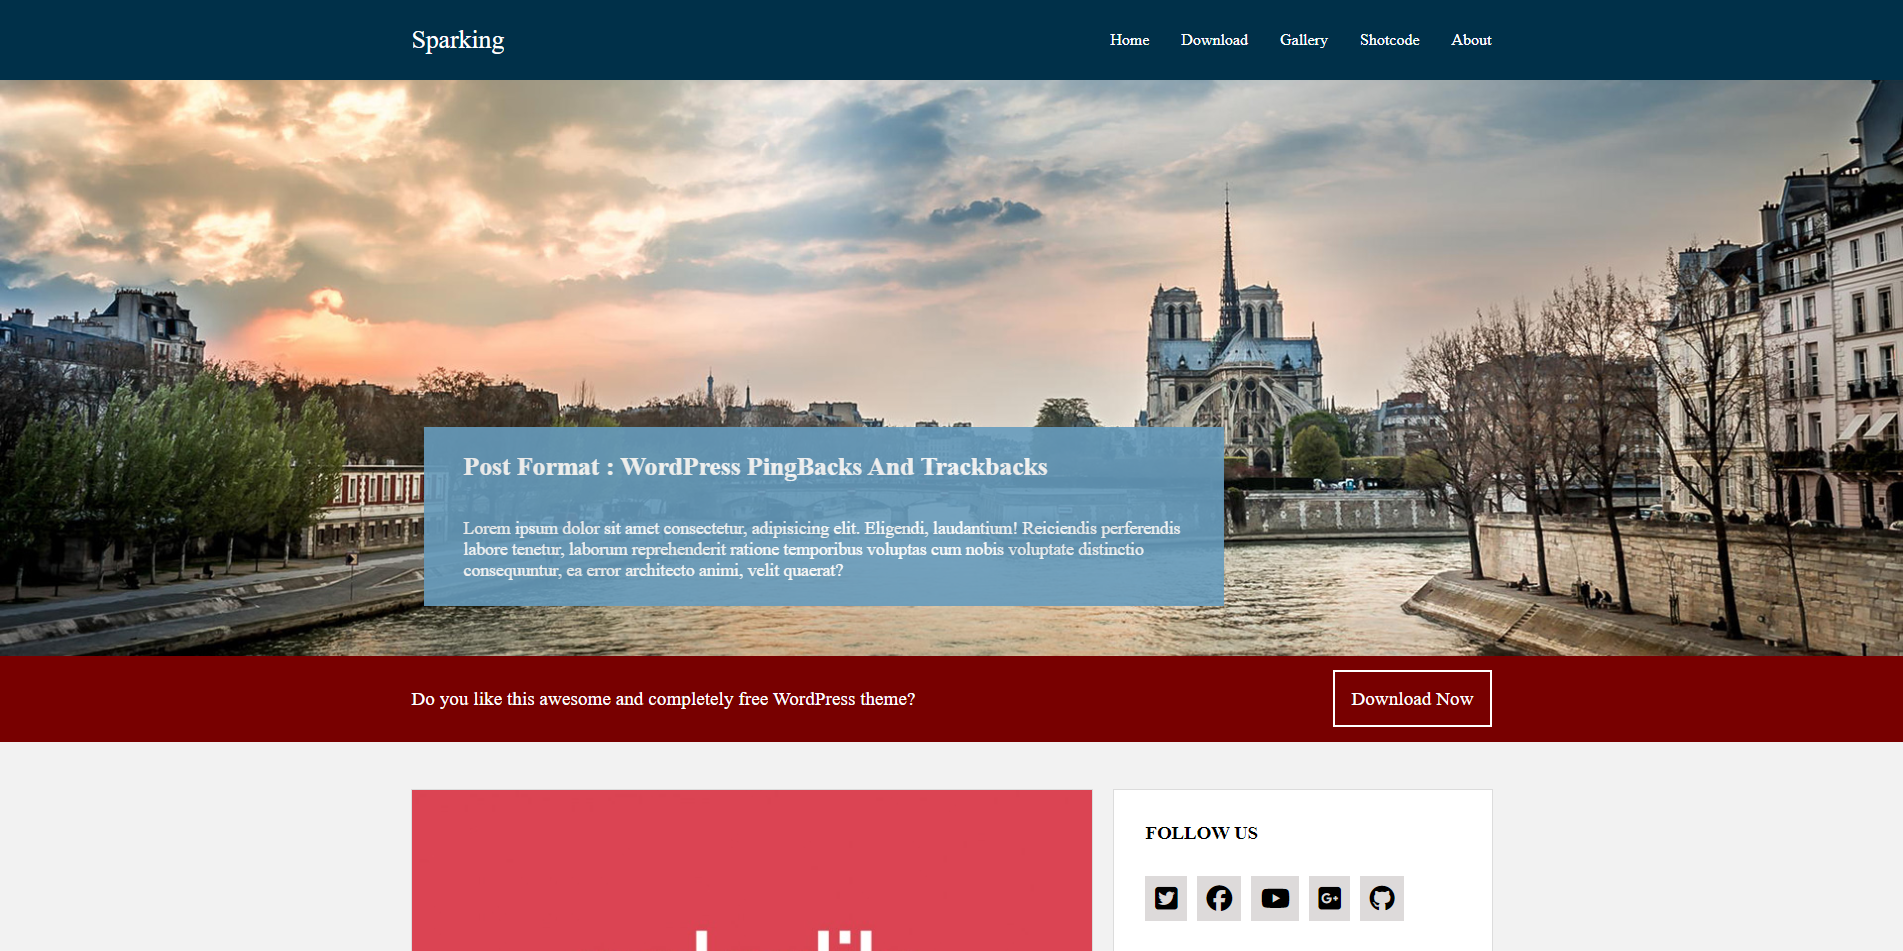 Sparking
Home Download Gallery Shotcode About
Post Format : WordPress PingBacks And Trackbacks
Lorem ipsum dolor sit amet consectetur, adipisicing elit. Eligendi, laudantium! Reiciendis perferendis
labore tenetur, laborum reprehenderit ratione temporibus voluptas cum nobis voluptate distinctio
consequuntur, ea error architecto animi, velit quaerat?
Do you like this awesome and completely free WordPress theme?
Download Now
FOLLOW US